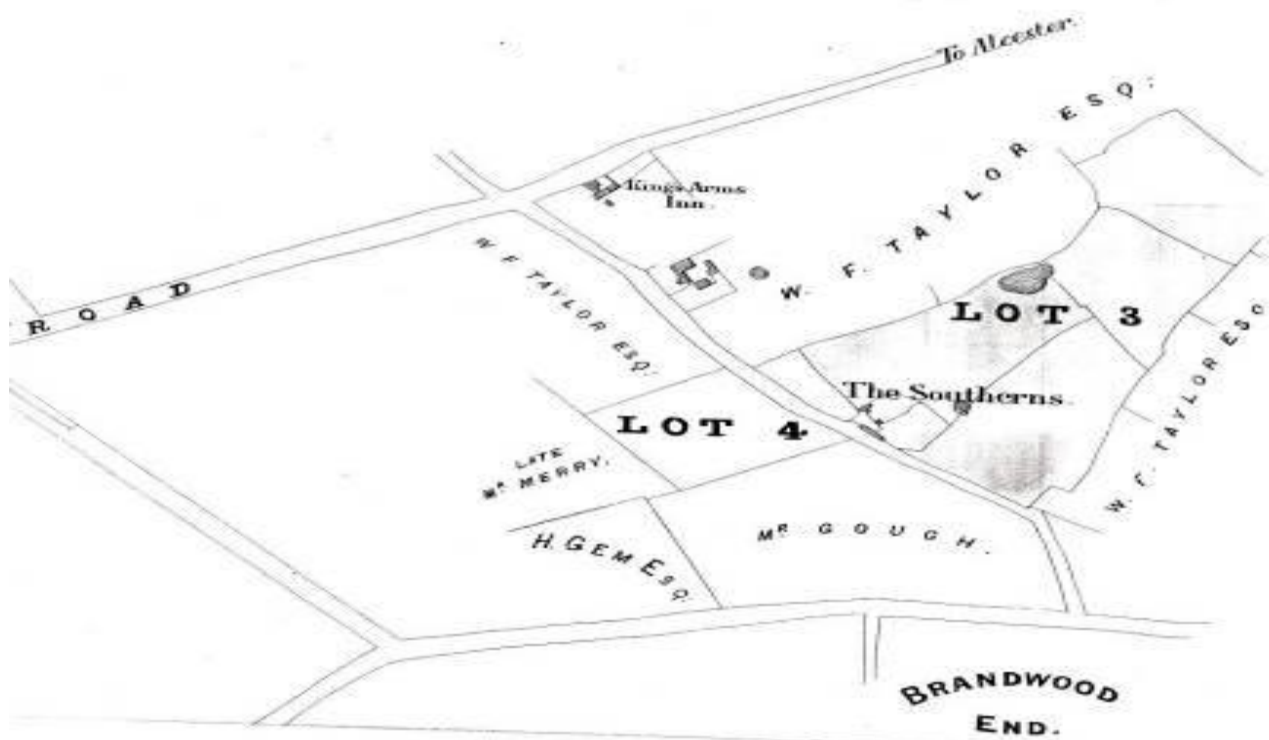 To Alcester.
W. F. TAYLOR ESQ:
Kings Arms
Inn.
ROAD
W F TAYLOR ESQ:
LOT 3
The Southerns.
W. F. TAYLOR ESQ
LOT 4
LATE
MR MERRY.
H. GEM ESQ.
MR GOUGH.
BRANDWOOD
END.